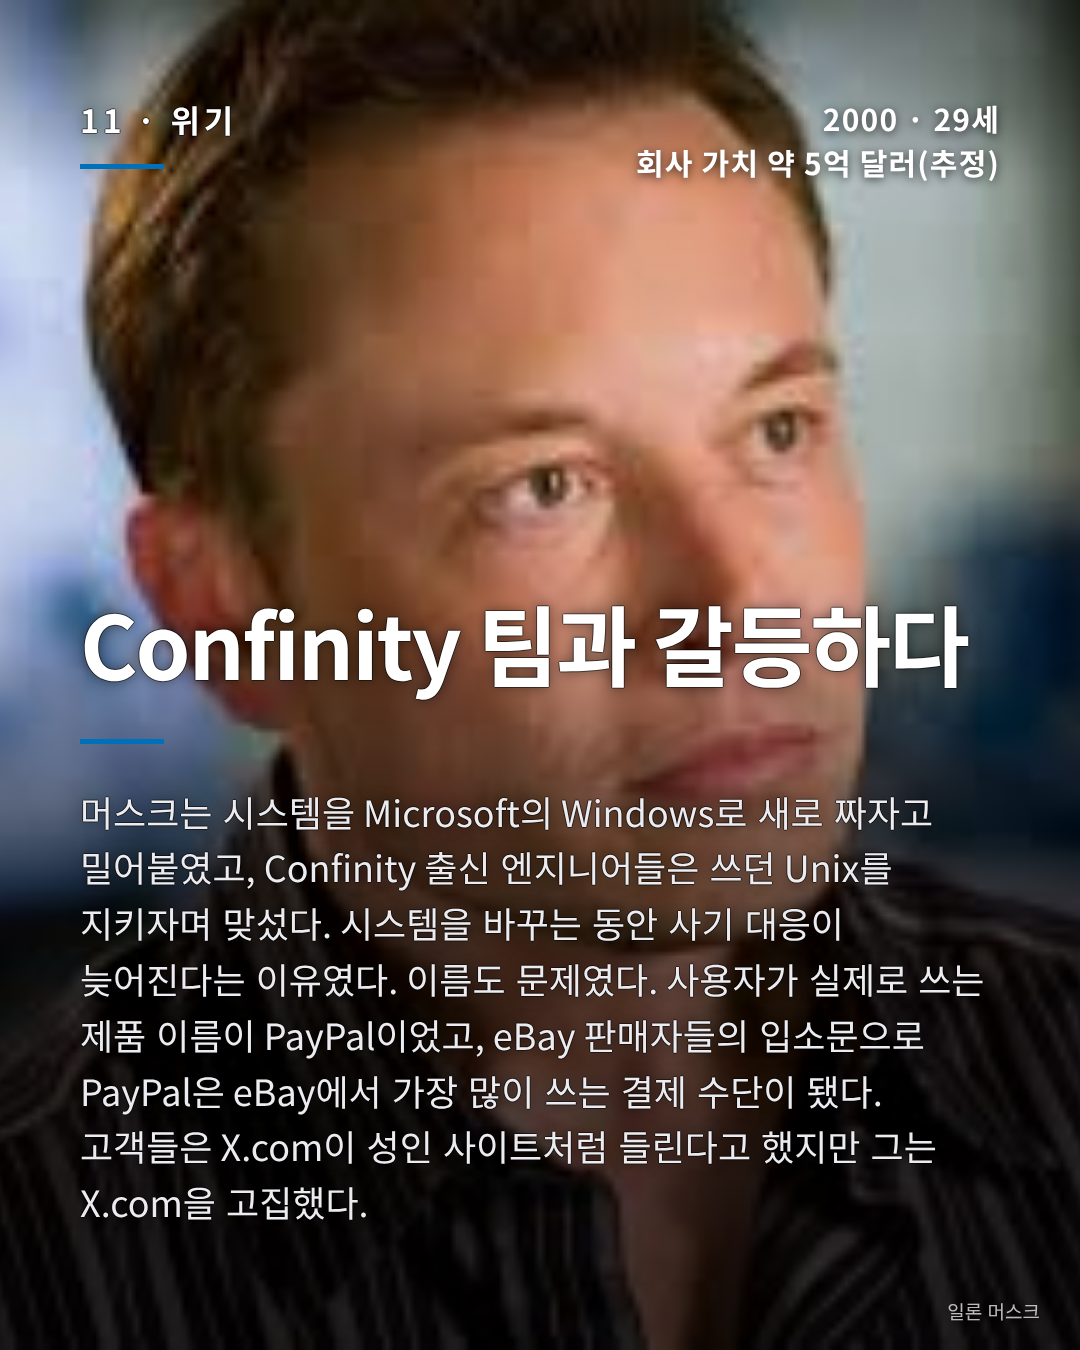 11 · 위기
2000 · 29세
회사 가치 약 5억 달러(추정)
Confinity 팀과 갈등하다
머스크는 시스템을 Microsoft의 Windows로 새로 짜자고
밀어붙였고, Confinity 출신 엔지니어들은 쓰던 Unix를
지키자며 맞섰다. 시스템을 바꾸는 동안 사기 대응이
늦어진다는 이유였다. 이름도 문제였다. 사용자가 실제로 쓰는
제품 이름이 PayPal이었고, eBay 판매자들의 입소문으로
PayPal은 eBay에서 가장 많이 쓰는 결제 수단이 됐다.
고객들은 X.com이 성인 사이트처럼 들린다고 했지만 그는
X.com을 고집했다.
일론 머스크